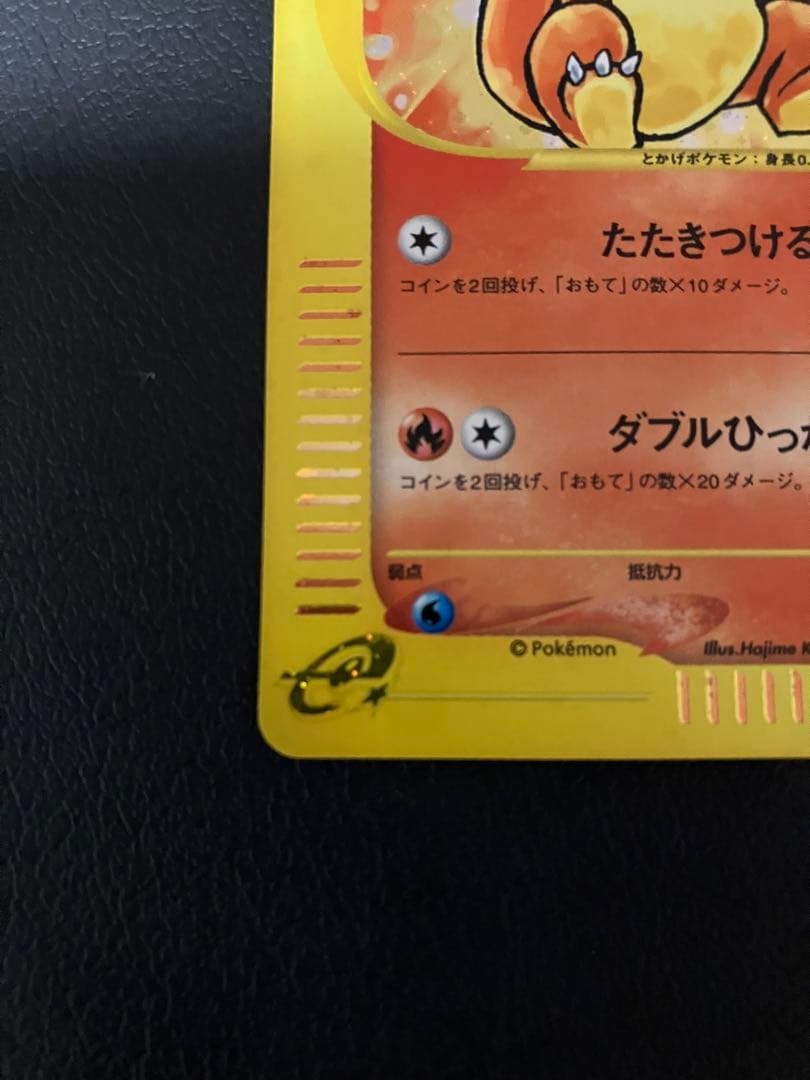 とかげポケモン：身長0.
たたきつける
コインを2回投げ、「おもて」の数×10ダメージ。
ダブルひっか
コインを2回投げ、「おもて」の数×20ダメージ。
弱点 抵抗力
© Pokémon Illus.Hajime K